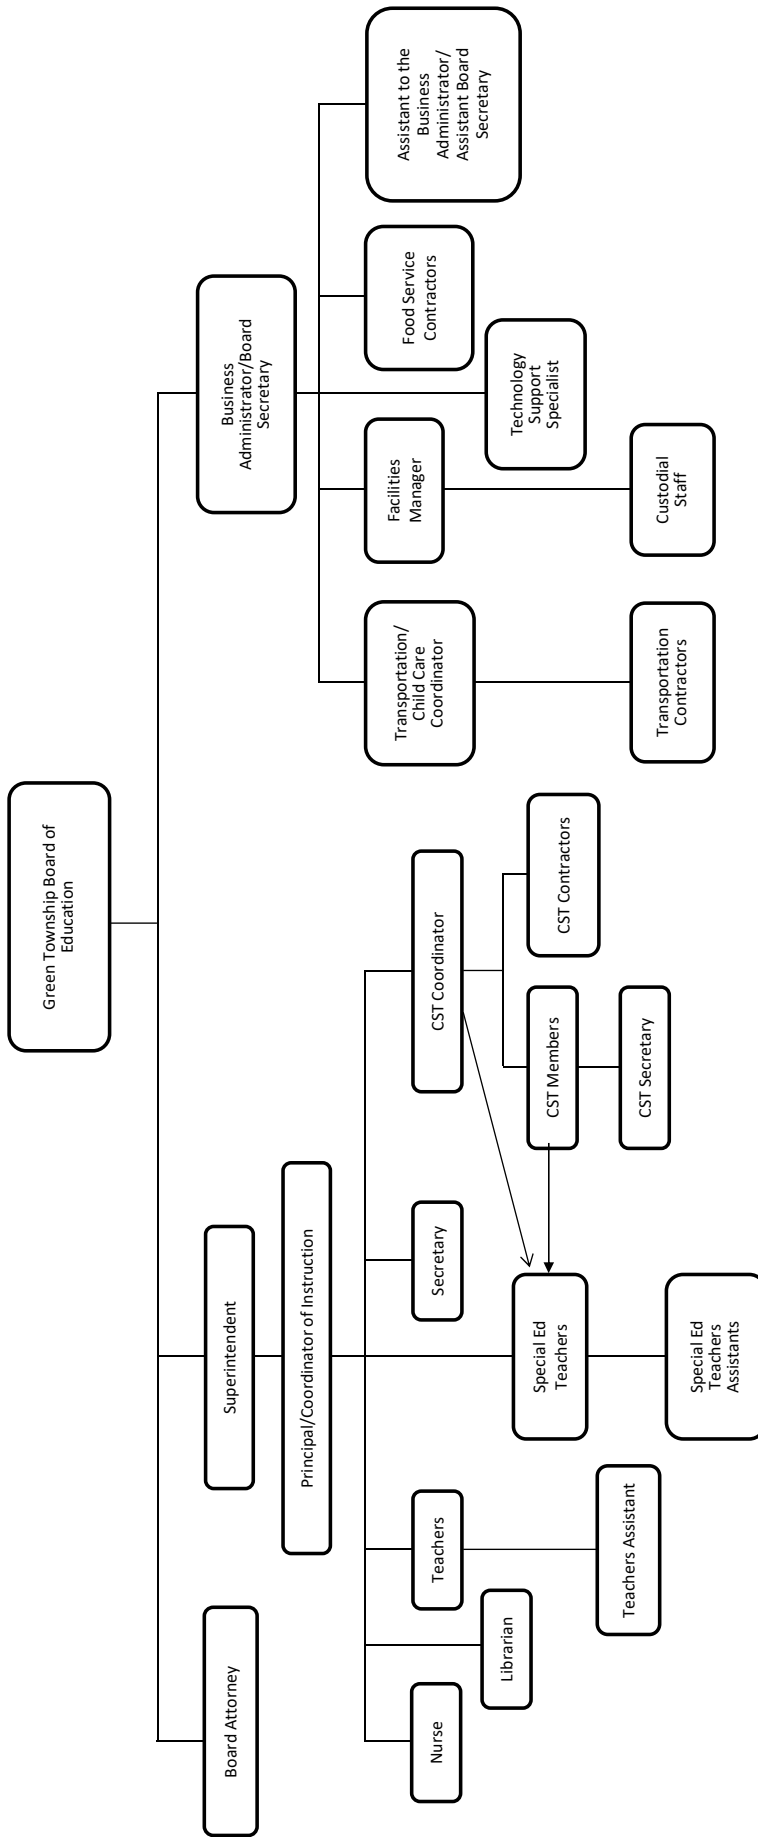 Green Township Board of
Education
Board Attorney
Superintendent
Business
Administrator/Board
Secretary
Principal/Coordinator of Instruction
Nurse
Librarian
Teachers
Teachers Assistant
Special Ed
Teachers
Special Ed
Teachers
Assistants
Secretary
CST Coordinator
CST Members
CST Secretary
CST Contractors
Transportation/
Child Care
Coordinator
Transportation
Contractors
Facilities
Manager
Custodial
Staff
Technology
Support
Specialist
Food Service
Contractors
Assistant to the
Business
Administrator/
Assistant Board
Secretary